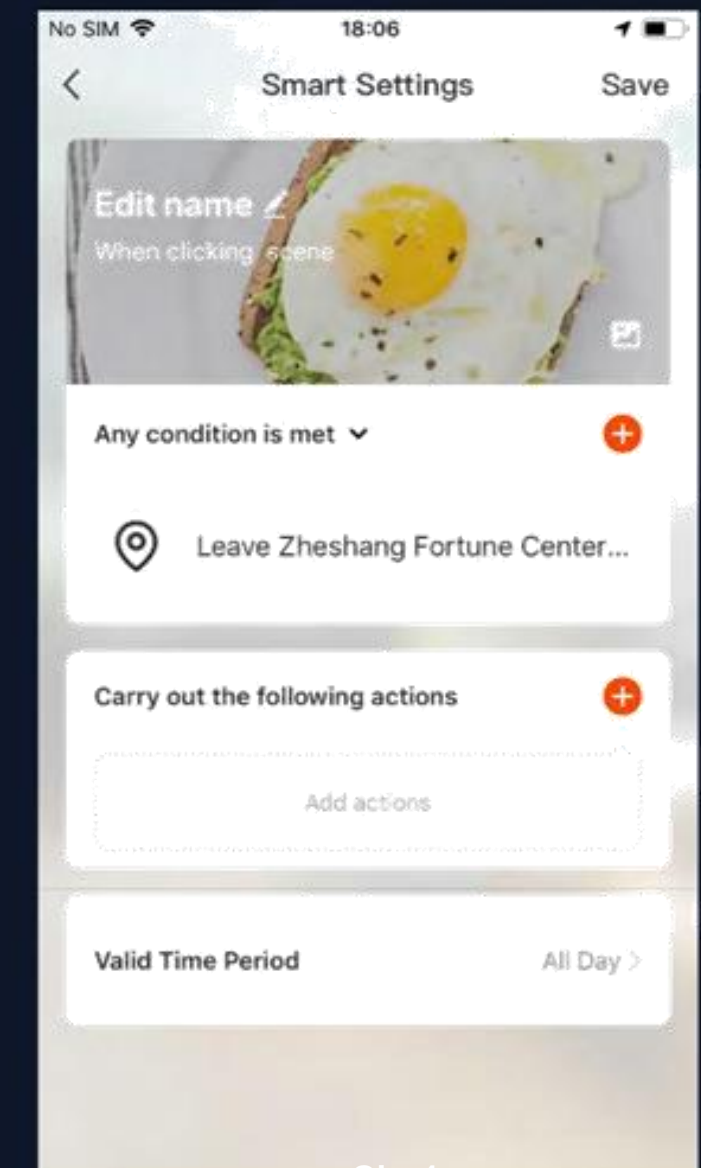 No SIM 18:06
Smart Settings Save
Edit name
When clicking scene
Any condition is met
Leave Zheshang Fortune Center...
Carry out the following actions
Add actions
Valid Time Period All Day